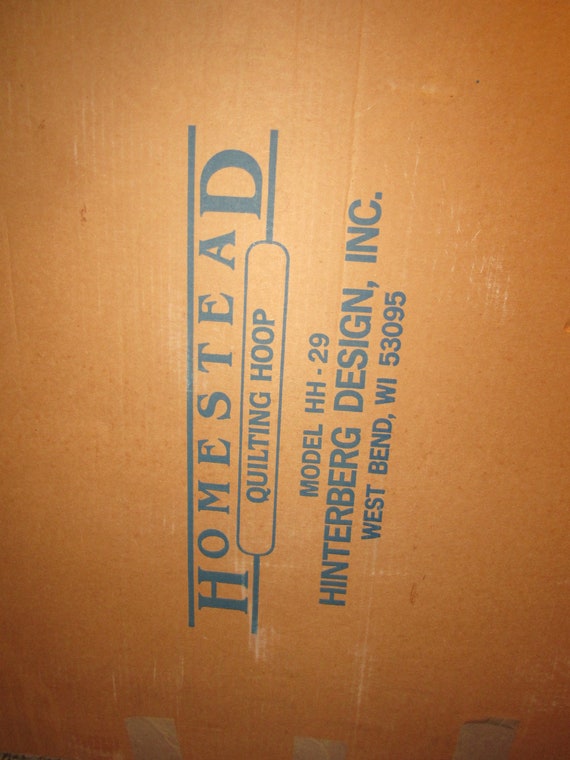 HOMESTEAD
QUILTING HOOP
MODEL HH - 29
HINTERBERG DESIGN, INC.
WEST BEND, WI 53095